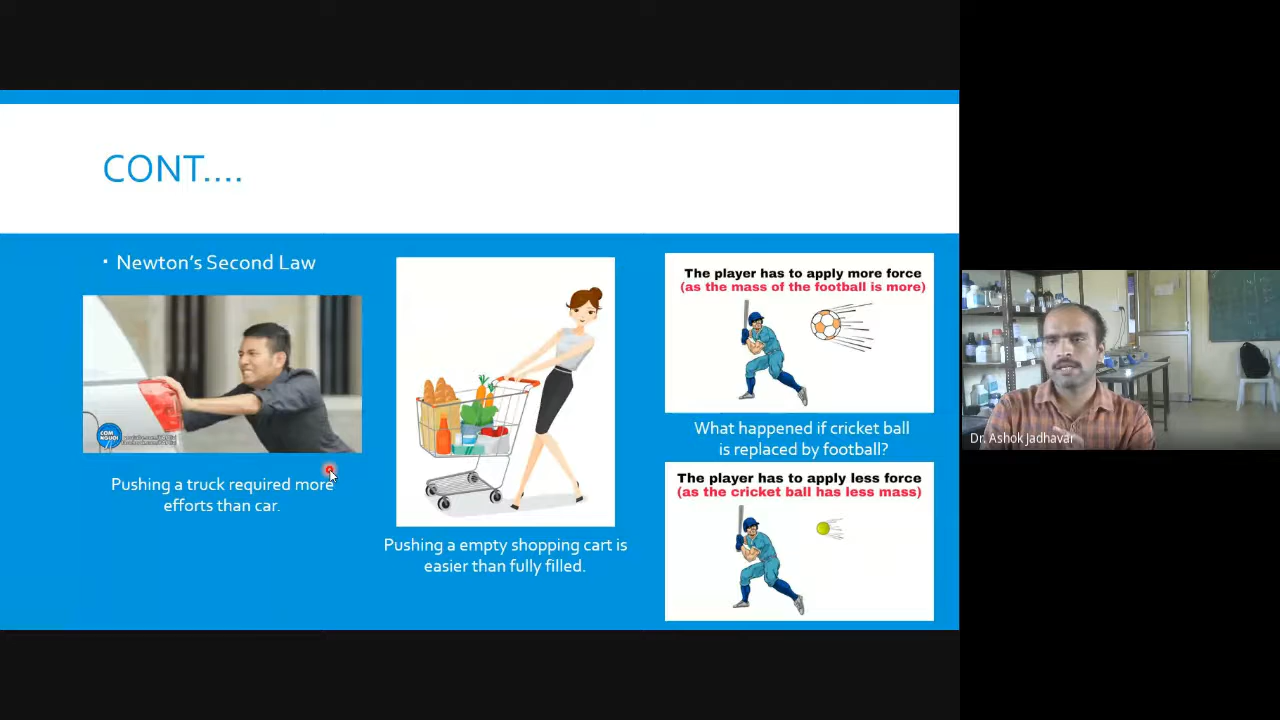 CONT....
▪ Newton's Second Law
COM
NGUOI
Pushing a truck required more
efforts than car.
Pushing a empty shopping cart is
easier than fully filled.
The player has to apply more force
(as the mass of the football is more)
What happened if cricket ball
is replaced by football?
The player has to apply less force
(as the cricket ball has less mass)
Dr. Ashok Jadhavar